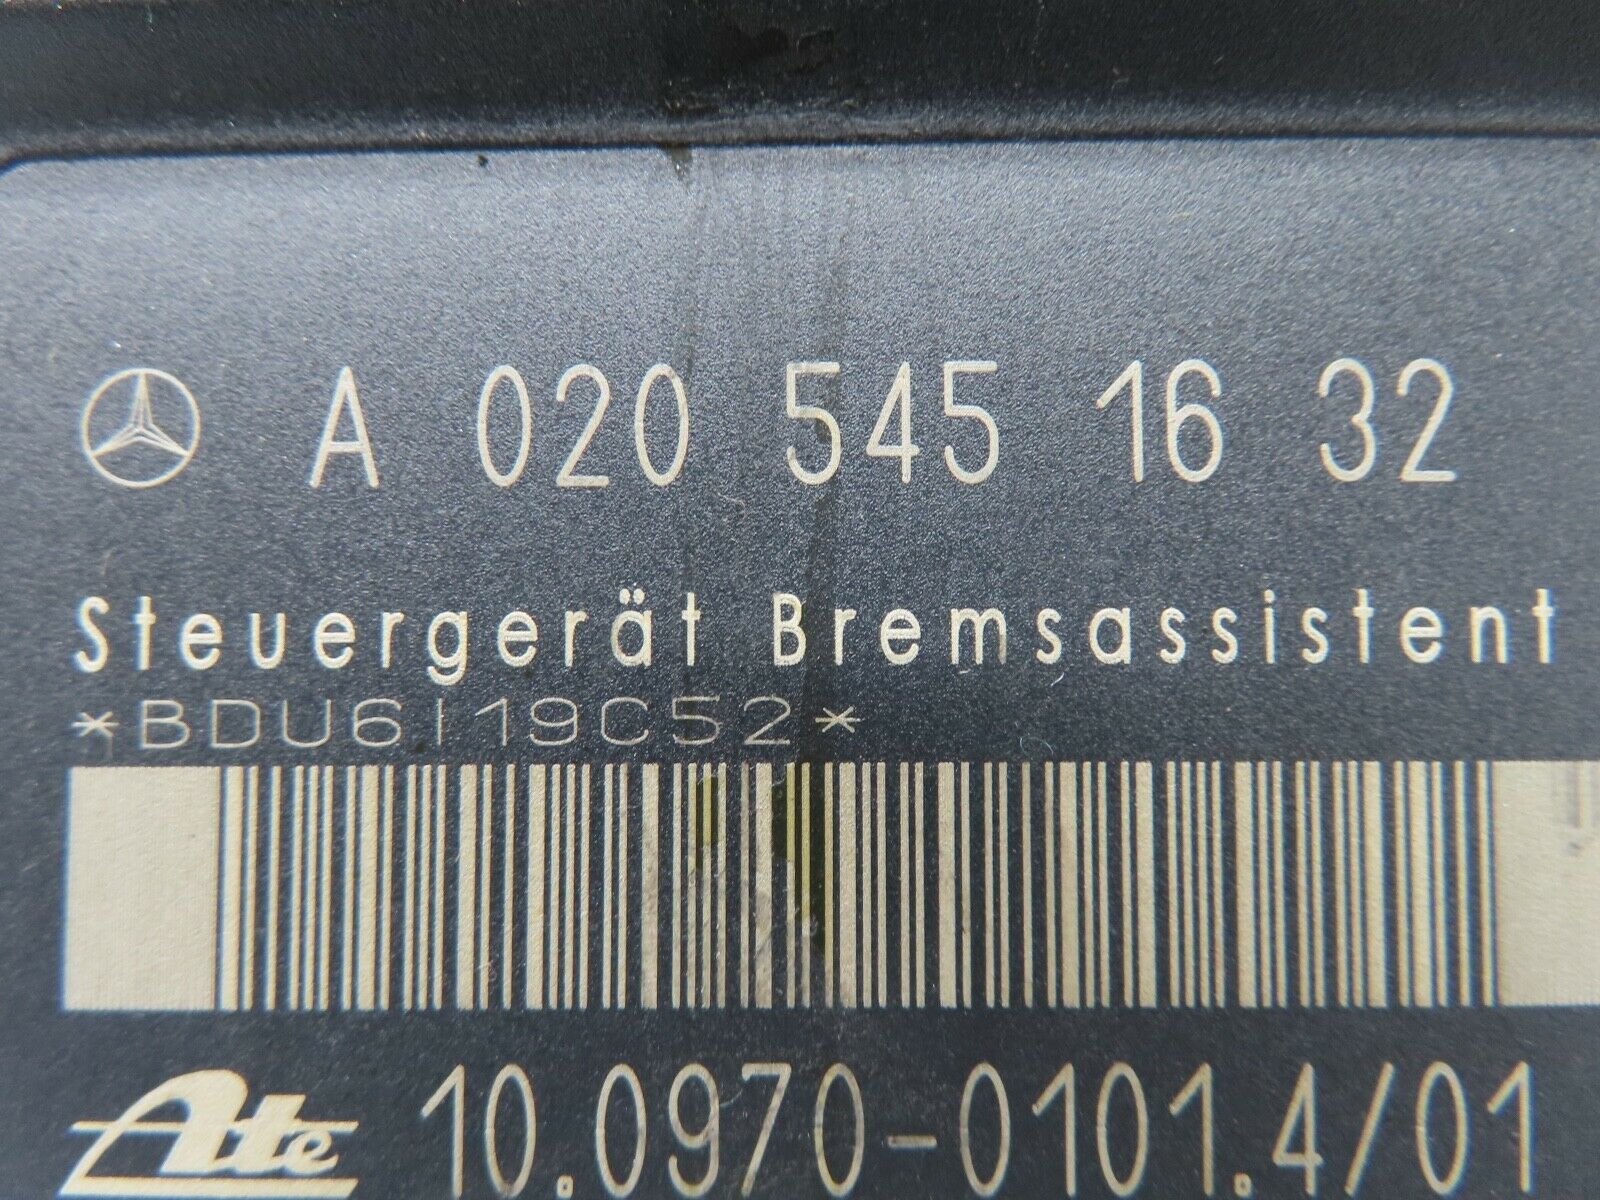 A 020 545 16 32
Steuergerät Bremsassistent
*BDU6I19C52*
Ate 10.0970-0101.4/01